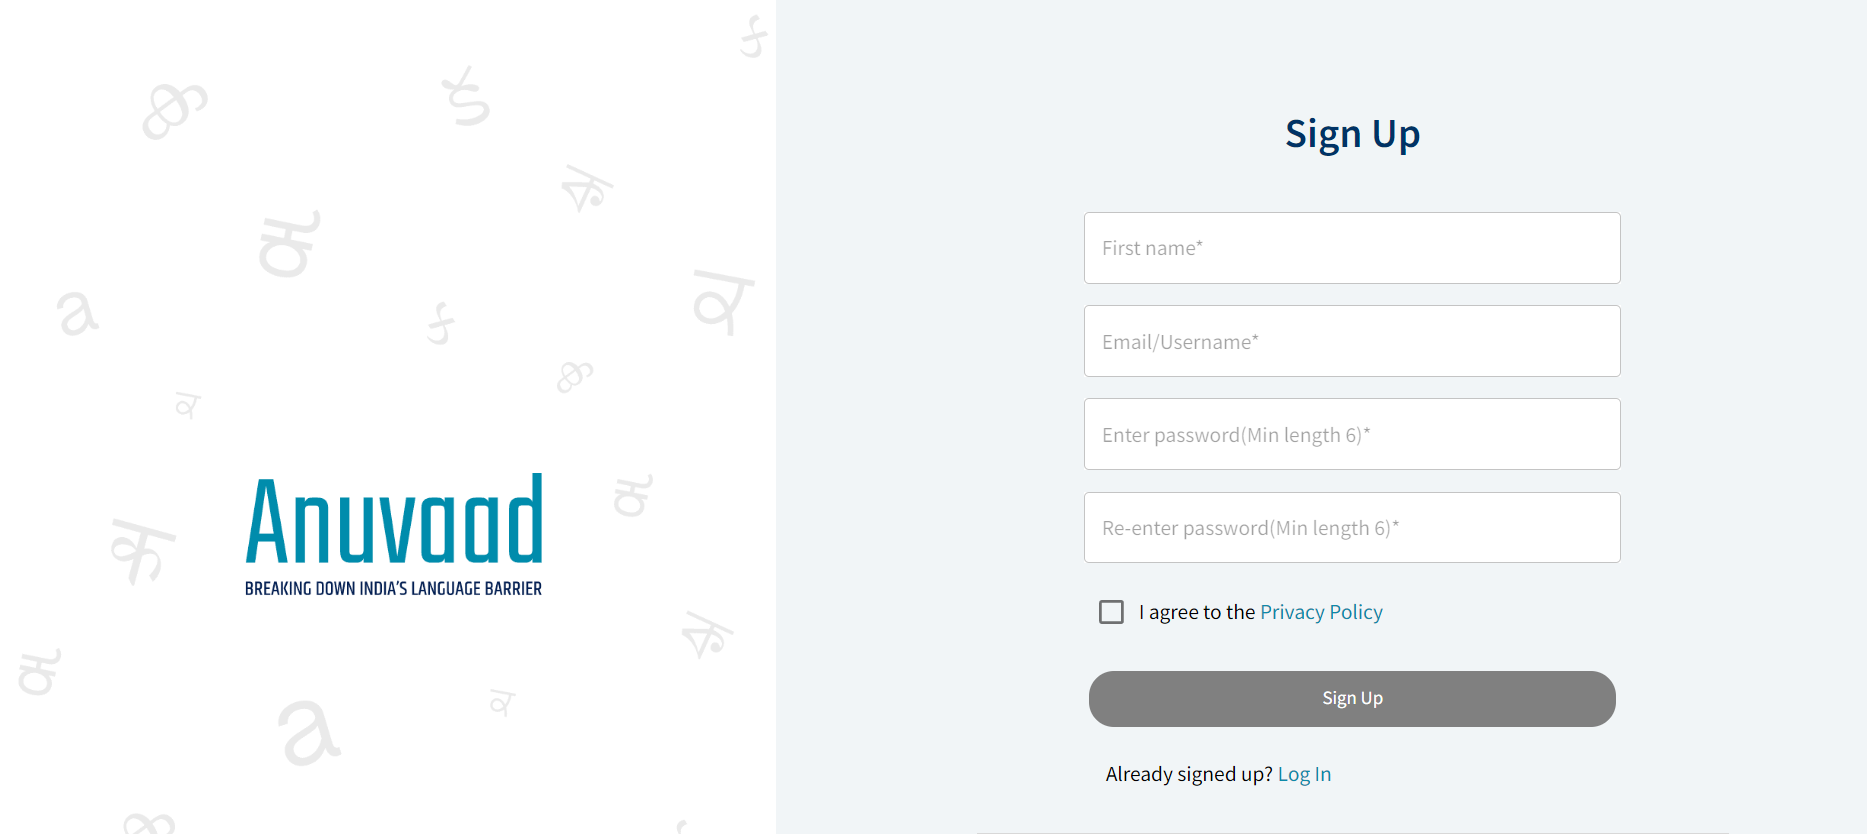 Anuvaad
BREAKING DOWN INDIA'S LANGUAGE BARRIER
Sign Up
First name*
Email/Username*
Enter password(Min length 6)*
Re-enter password(Min length 6)*
I agree to the Privacy Policy
Sign Up
Already signed up? Log In